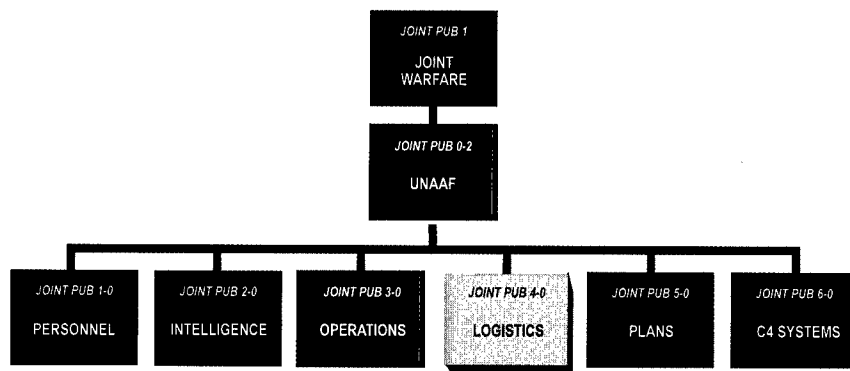 JOINT PUB 1
JOINT
WARFARE
JOINT PUB 0-2
UNAAF
JOINT PUB 1-0
PERSONNEL
JOINT PUB 2-0
INTELLIGENCE
JOINT PUB 3-0
OPERATIONS
JOINT PUB 4-0
LOGISTICS
JOINT PUB 5-0
PLANS
JOINT PUB 6-0
C4 SYSTEMS